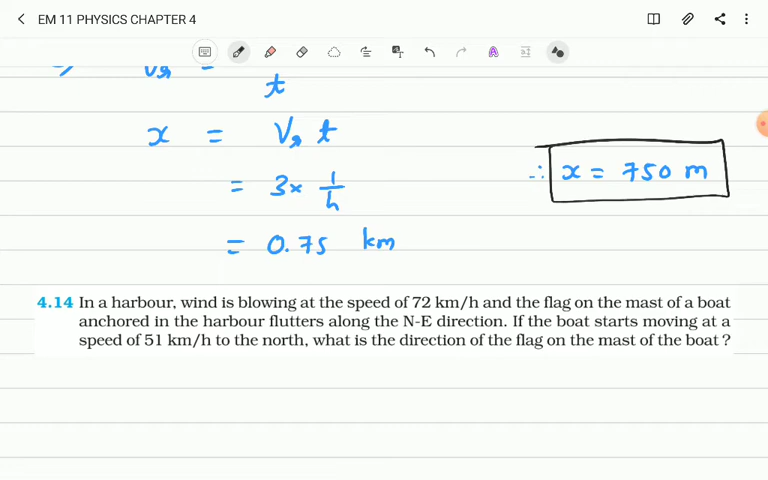 EM 11 PHYSICS CHAPTER 4
t
x = Vr t
∴ x = 750 m
= 3 x 1/h
= 0.75 km
4.14 In a harbour, wind is blowing at the speed of 72 km/h and the flag on the mast of a boat
anchored in the harbour flutters along the N-E direction. If the boat starts moving at a
speed of 51 km/h to the north, what is the direction of the flag on the mast of the boat ?